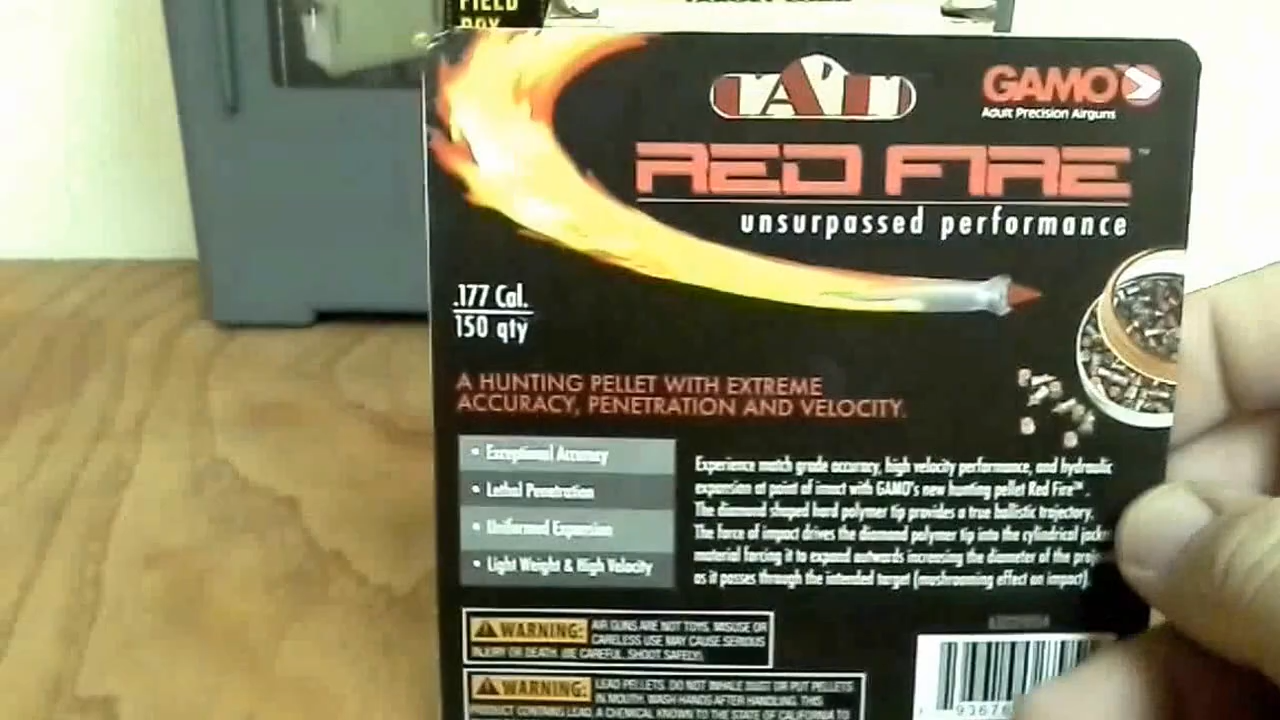 FIELD
BOX
GAMO
Adult Precision Airguns
RED FIRE™
unsurpassed performance
.177 Cal.
150 qty
A HUNTING PELLET WITH EXTREME
ACCURACY, PENETRATION AND VELOCITY.
• Exceptional Accuracy
• Lethal Penetration
• Uniformed Expansion
• Light Weight & High Velocity
Experience match grade accuracy, high velocity performance, and hydraulic
expansion at point of imact with GAMO's new hunting pellet Red Fire™.
The diamond shaped hard polymer tip provides a true ballistic trajectory.
The force of impact drives the diamond polymer tip into the cylindrical
material forcing it to expand outwards increasing the diameter of the
as it passes through the intended target (mushrooming effect on impact).
WARNING: AIR GUNS ARE NOT TOYS. MISUSE OR
CARELESS USE MAY CAUSE SERIOUS
INJURY OR DEATH. BE CAREFUL, SHOOT SAFELY.
WARNING: LEAD PELLETS. DO NOT INHALE DUST OR PUT PELLETS
IN MOUTH. WASH HANDS AFTER HANDLING. THIS
PRODUCT CONTAINS LEAD, A CHEMICAL KNOWN TO THE STATE OF CALIFORNIA TO